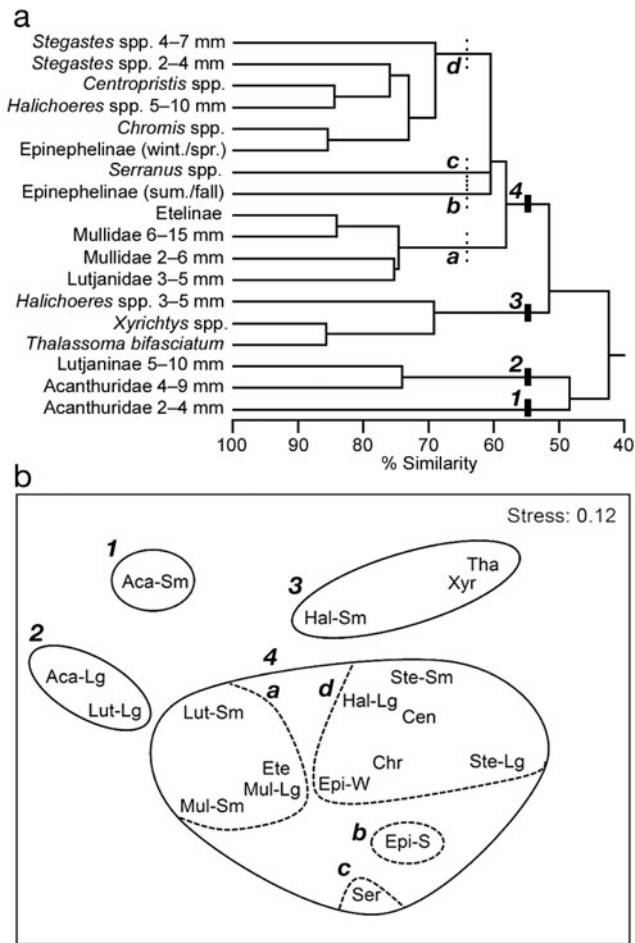 a
Stegastes spp. 4–7 mm
Stegastes spp. 2–4 mm
d
Centropristis spp.
Halichoeres spp. 5–10 mm
Chromis spp.
Epinephelinae (wint./spr.)
c
Serranus spp.
4
Epinephelinae (sum./fall)
b
Etelinae
Mullidae 6–15 mm
a
Mullidae 2–6 mm
Lutjanidae 3–5 mm
3
Halichoeres spp. 3–5 mm
Xyrichtys spp.
Thalassoma bifasciatum
2
Lutjaninae 5–10 mm
Acanthuridae 4–9 mm
1
Acanthuridae 2–4 mm
100 90 80 70 60 50 40
% Similarity
b
Stress: 0.12
1
Aca-Sm
3
Tha
Xyr
Hal-Sm
2
Aca-Lg
Lut-Lg
4
a
d
Ste-Sm
Hal-Lg
Lut-Sm
Cen
Ete
Chr
Ste-Lg
Mul-Lg
Epi-W
Mul-Sm
b
Epi-S
c
Ser